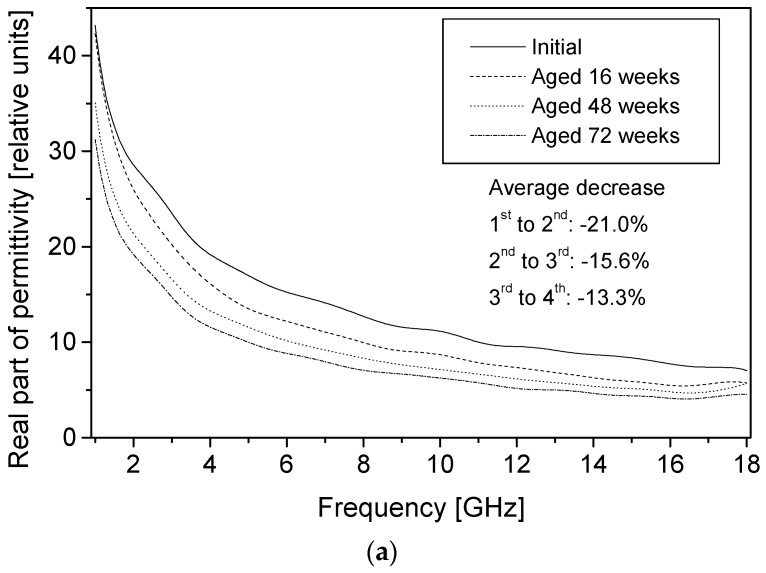 Real part of permittivity [relative units]
40
30
20
10
0
Initial
Aged 16 weeks
Aged 48 weeks
Aged 72 weeks
Average decrease
1st to 2nd: -21.0%
2nd to 3rd: -15.6%
3rd to 4th: -13.3%
2 4 6 8 10 12 14 16 18
Frequency [GHz]
(a)